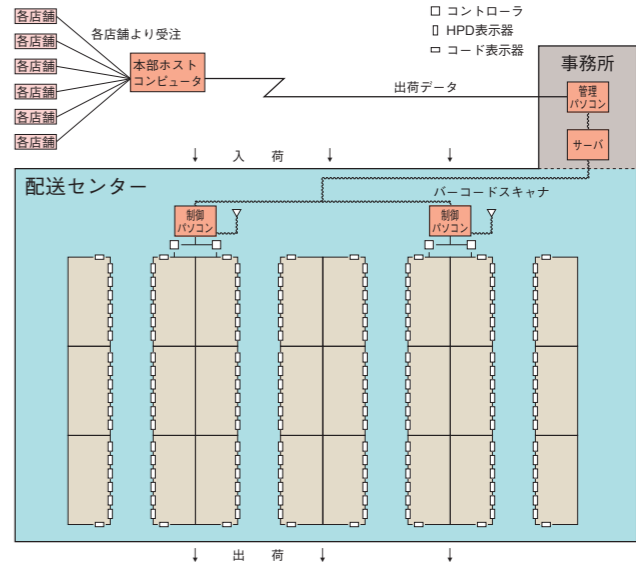 各店舗
各店舗
各店舗
各店舗
各店舗
各店舗
各店舗より受注
本部ホスト
コンピュータ
コントローラ
HPD表示器
コード表示器
出荷データ
事務所
管理
パソコン
サーバ
入 荷
配送センター
バーコードスキャナ
制御
パソコン
制御
パソコン
出 荷